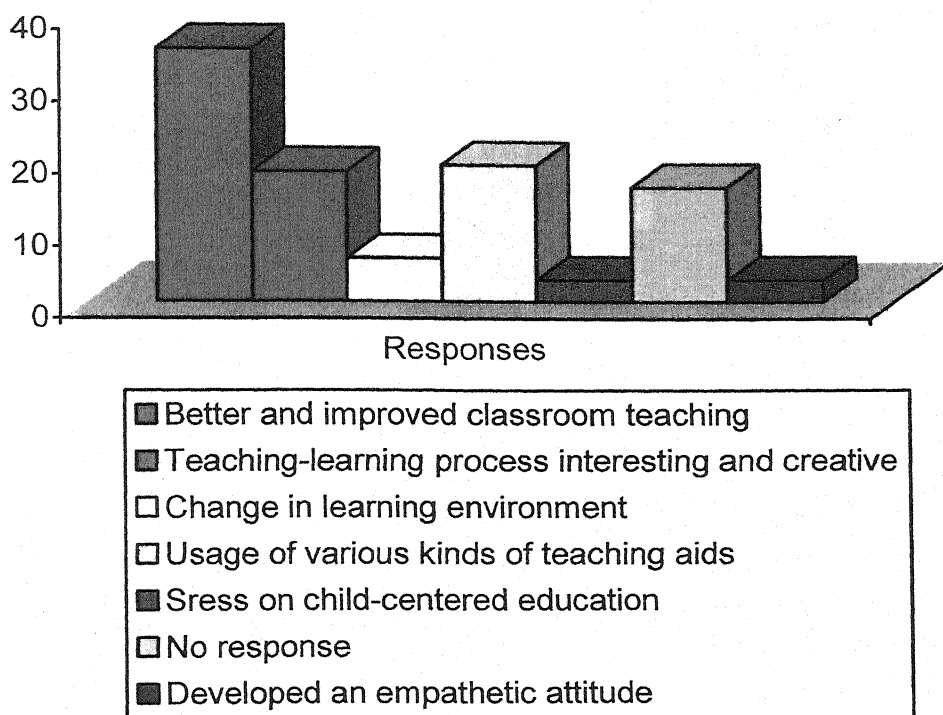 40
30
20
10
0
Responses
Better and improved classroom teaching
Teaching-learning process interesting and creative
Change in learning environment
Usage of various kinds of teaching aids
Sress on child-centered education
No response
Developed an empathetic attitude